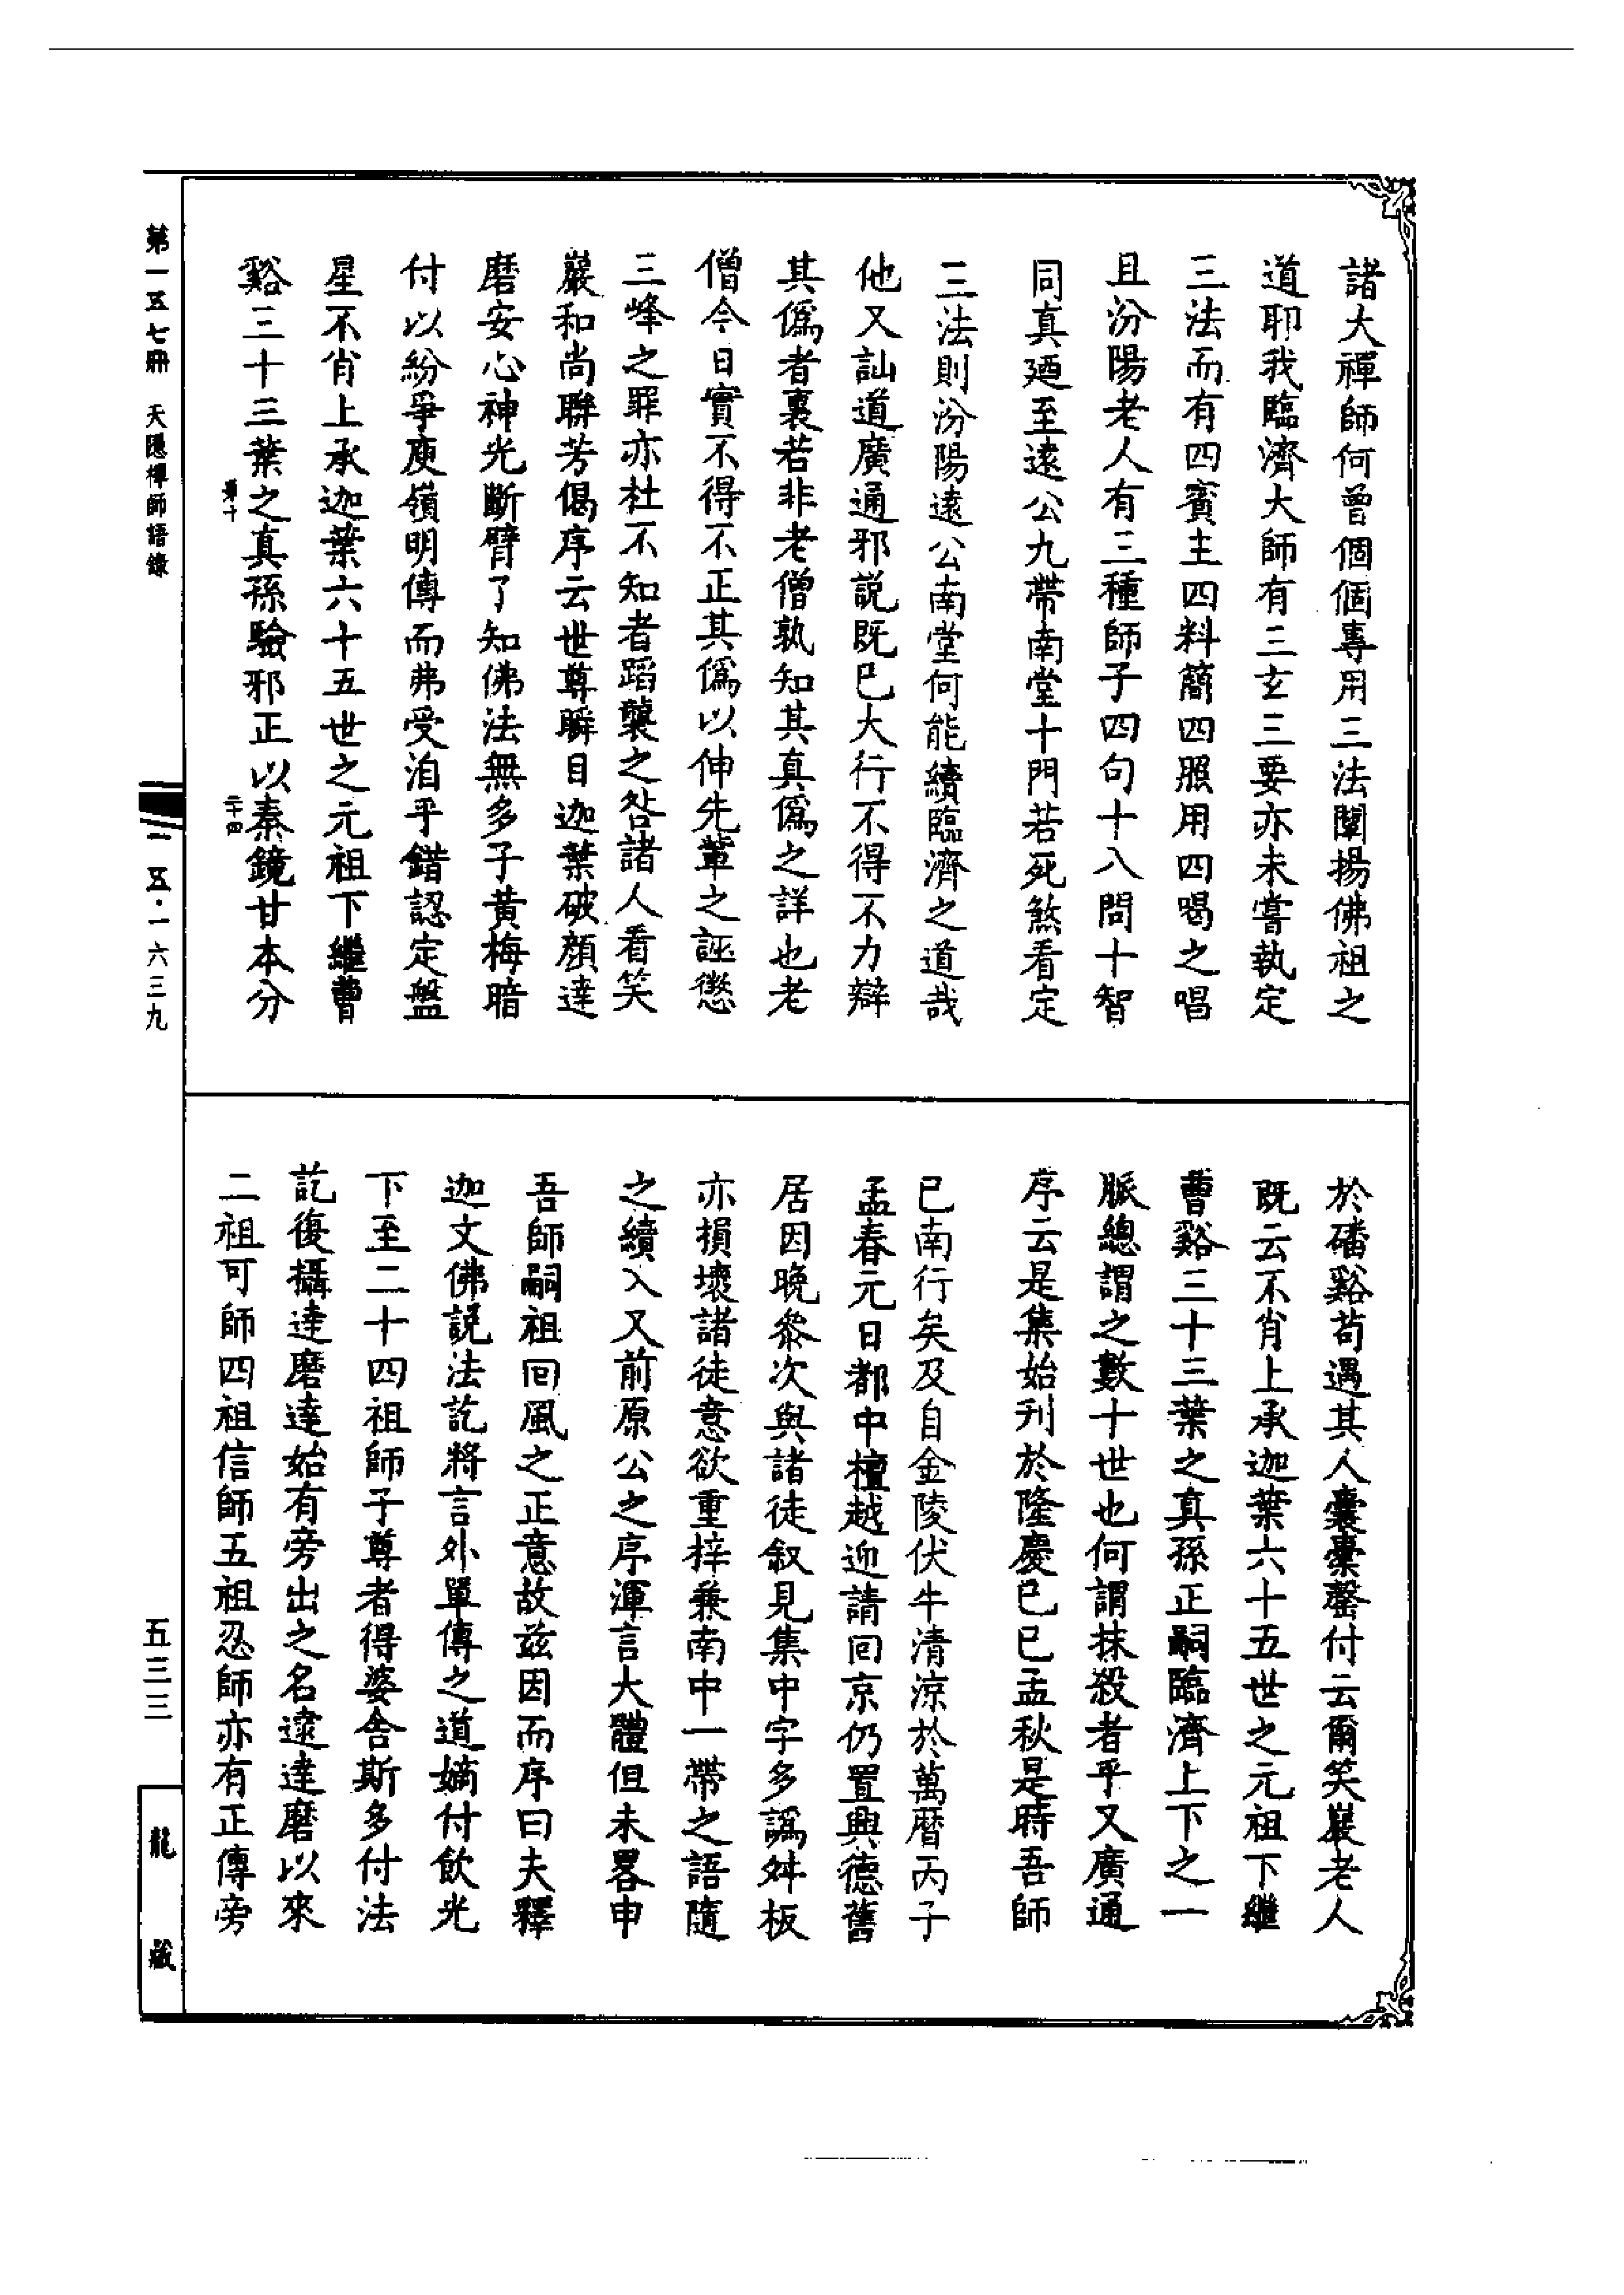 諸大禪師何曾個個專用三法闡揚佛祖之
道耶我臨濟大師有三玄三要亦未嘗執定
三法而有四賓主四料簡四照用四喝之唱
且汾陽老人有三種師子四句十八問十智
同真廼至遠公九帶南堂十門若死煞看定
三法則汾陽遠公南堂何能續臨濟之道哉
他又訕道廣通邪說既已大行不得不力辯
其偽者裏若非老僧孰知其真偽之詳也老
僧今日實不得不正其偽以伸先輩之誣懲
三峰之罪亦杜不知者蹈襲之咎諸人看笑
巖和尚聯芳偈序云世尊瞬目迦葉破顏達
磨安心神光斷臂了知佛法無多子黃梅暗
付以紛爭庾嶺明傳而弗受洎乎錯認定盤
星不肖上承迦葉六十五世之元祖下繼曹
谿三十三葉之真孫驗邪正以秦鏡甘本分
於磻谿苟遇其人囊橐罄付云爾笑巖老人
既云不肖上承迦葉六十五世之元祖下繼
曹谿三十三葉之真孫正嗣臨濟上下之一
脈總謂之數十世也何謂抹殺者乎又廣通
序云是集始刊於隆慶己巳孟秋是時吾師
已南行矣及自金陵伏牛清涼於萬曆丙子
孟春元日都中檀越迎請回京仍置興德舊
居因晚參次與諸徒叙見集中字多譌舛板
亦損壞諸徒意欲重梓兼南中一帶之語隨
之續入又前原公之序渾言大體但未畧申
吾師嗣祖回風之正意故茲因而序曰夫釋
迦文佛說法訖將言外單傳之道嫡付飲光
下至二十四祖師子尊者得婆舍斯多付法
訖復攝達磨達始有旁出之名逮達磨以來
二祖可師四祖信師五祖忍師亦有正傳旁
第一五七冊 天隱禪師語錄
第十
二十四
一五·一六三九
五三三
龍藏